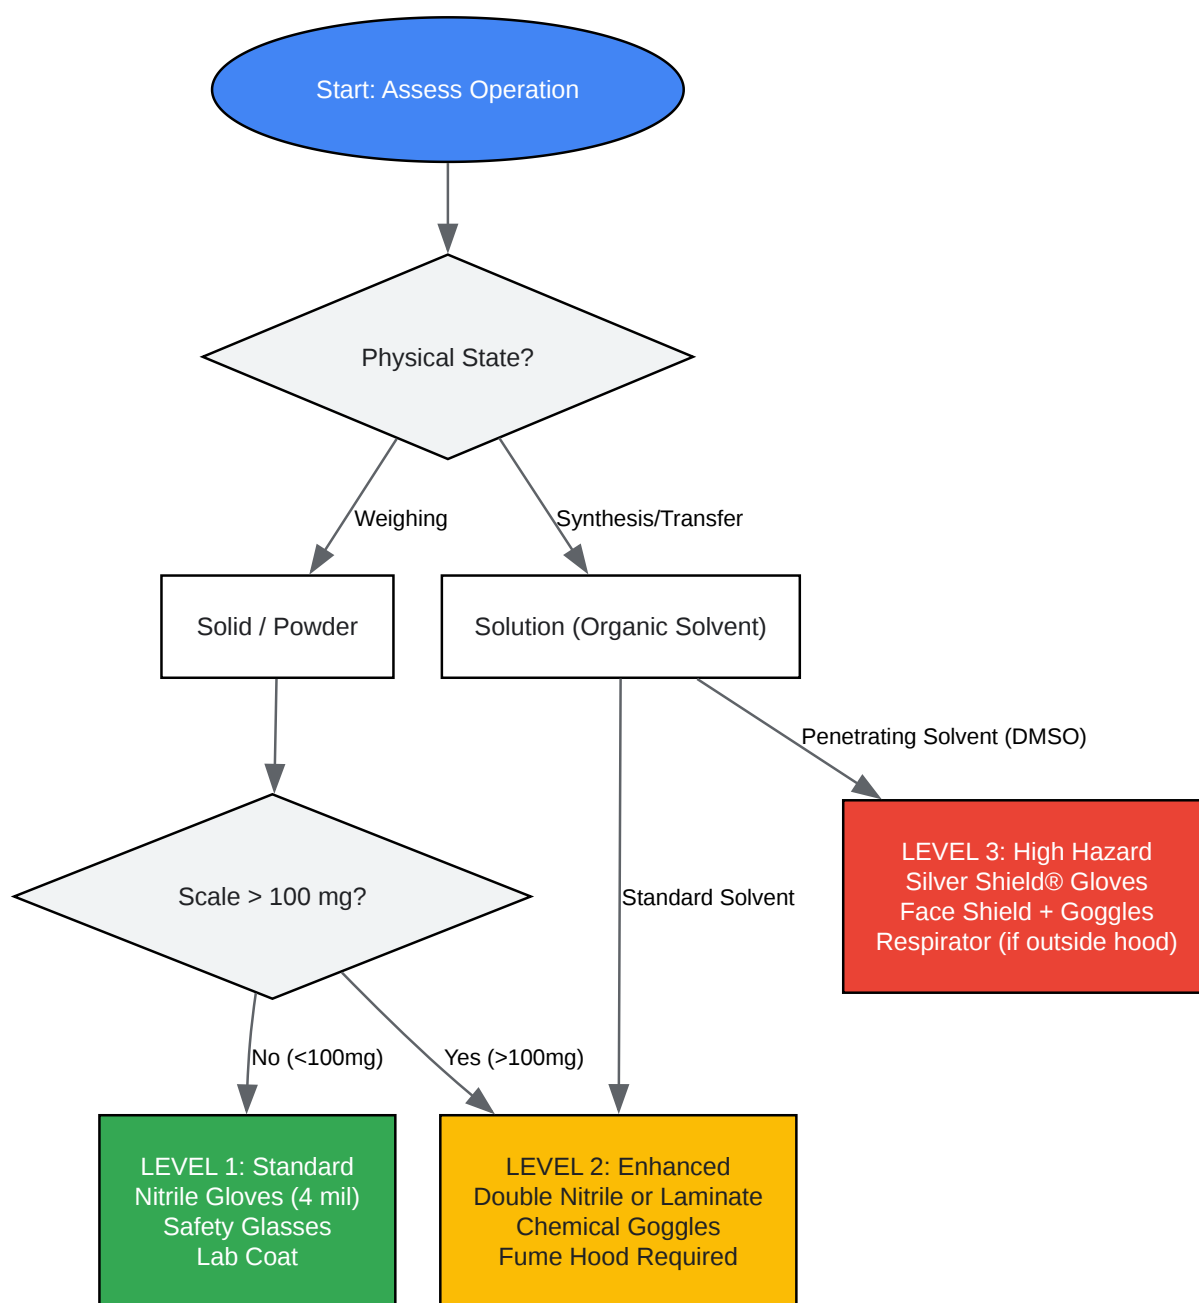 Start: Assess Operation
Physical State?
Weighing
Synthesis/Transfer
Solid / Powder
Solution (Organic Solvent)
Penetrating Solvent (DMSO)
Scale > 100 mg?
Standard Solvent
LEVEL 3: High Hazard
Silver Shield® Gloves
Face Shield + Goggles
Respirator (if outside hood)
No (<100mg)
Yes (>100mg)
LEVEL 1: Standard
Nitrile Gloves (4 mil)
Safety Glasses
Lab Coat
LEVEL 2: Enhanced
Double Nitrile or Laminate
Chemical Goggles
Fume Hood Required